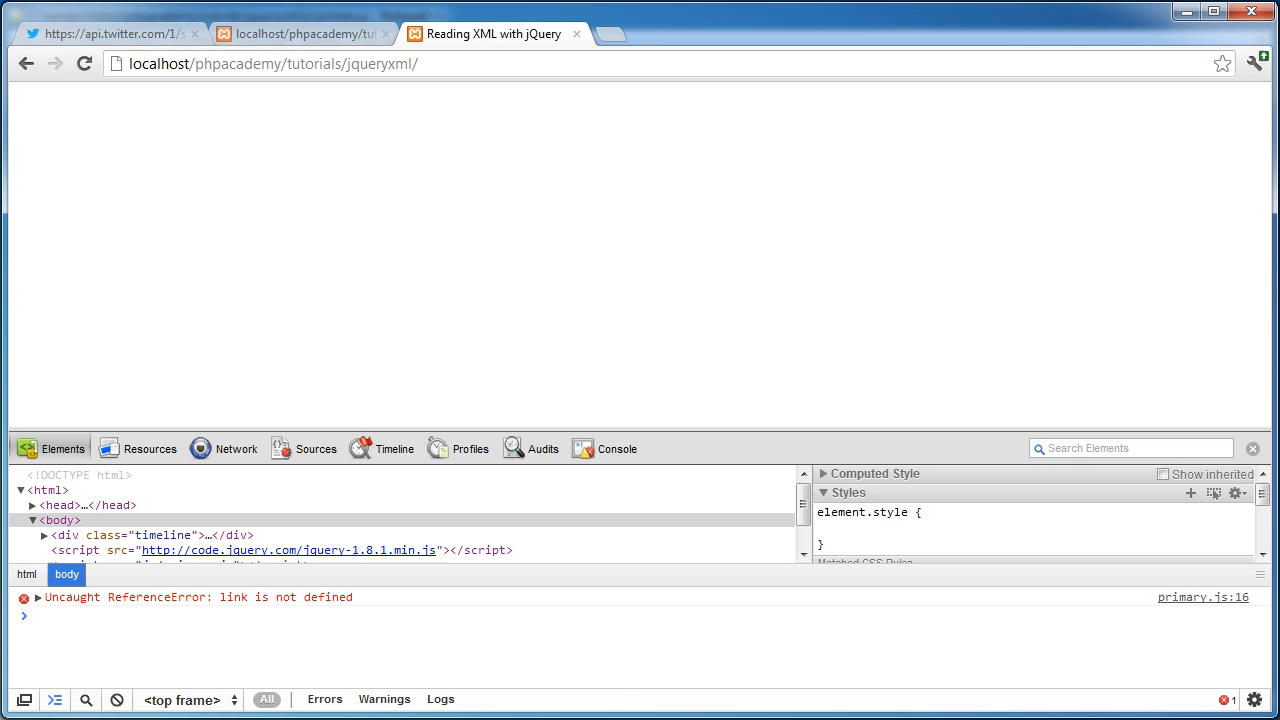 https://api.twitter.com/1/s
localhost/phpacademy/tut
Reading XML with jQuery
localhost/phpacademy/tutorials/jqueryxml/
Elements
Resources
Network
Sources
Timeline
Profiles
Audits
Console
Search Elements
<!DOCTYPE html>
<html>
<head>…</head>
<body>
<div class="timeline">…</div>
<script src="http://code.jquery.com/jquery-1.8.1.min.js"></script>
Computed Style
Show inherited
Styles
element.style {
}
Matched CSS Rules
html
body
Uncaught ReferenceError: link is not defined
primary.js:16
<top frame>
All
Errors
Warnings
Logs
1